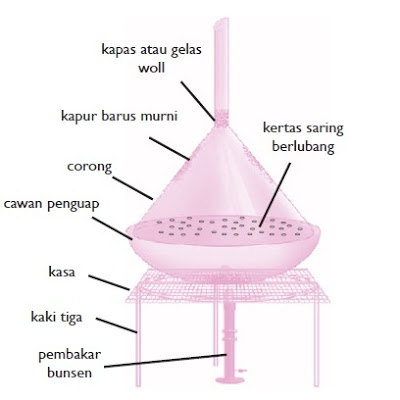 kapas atau gelas
woll
kapur barus murni
kertas saring
berlubang
corong
cawan penguap
kasa
kaki tiga
pembakar
bunsen